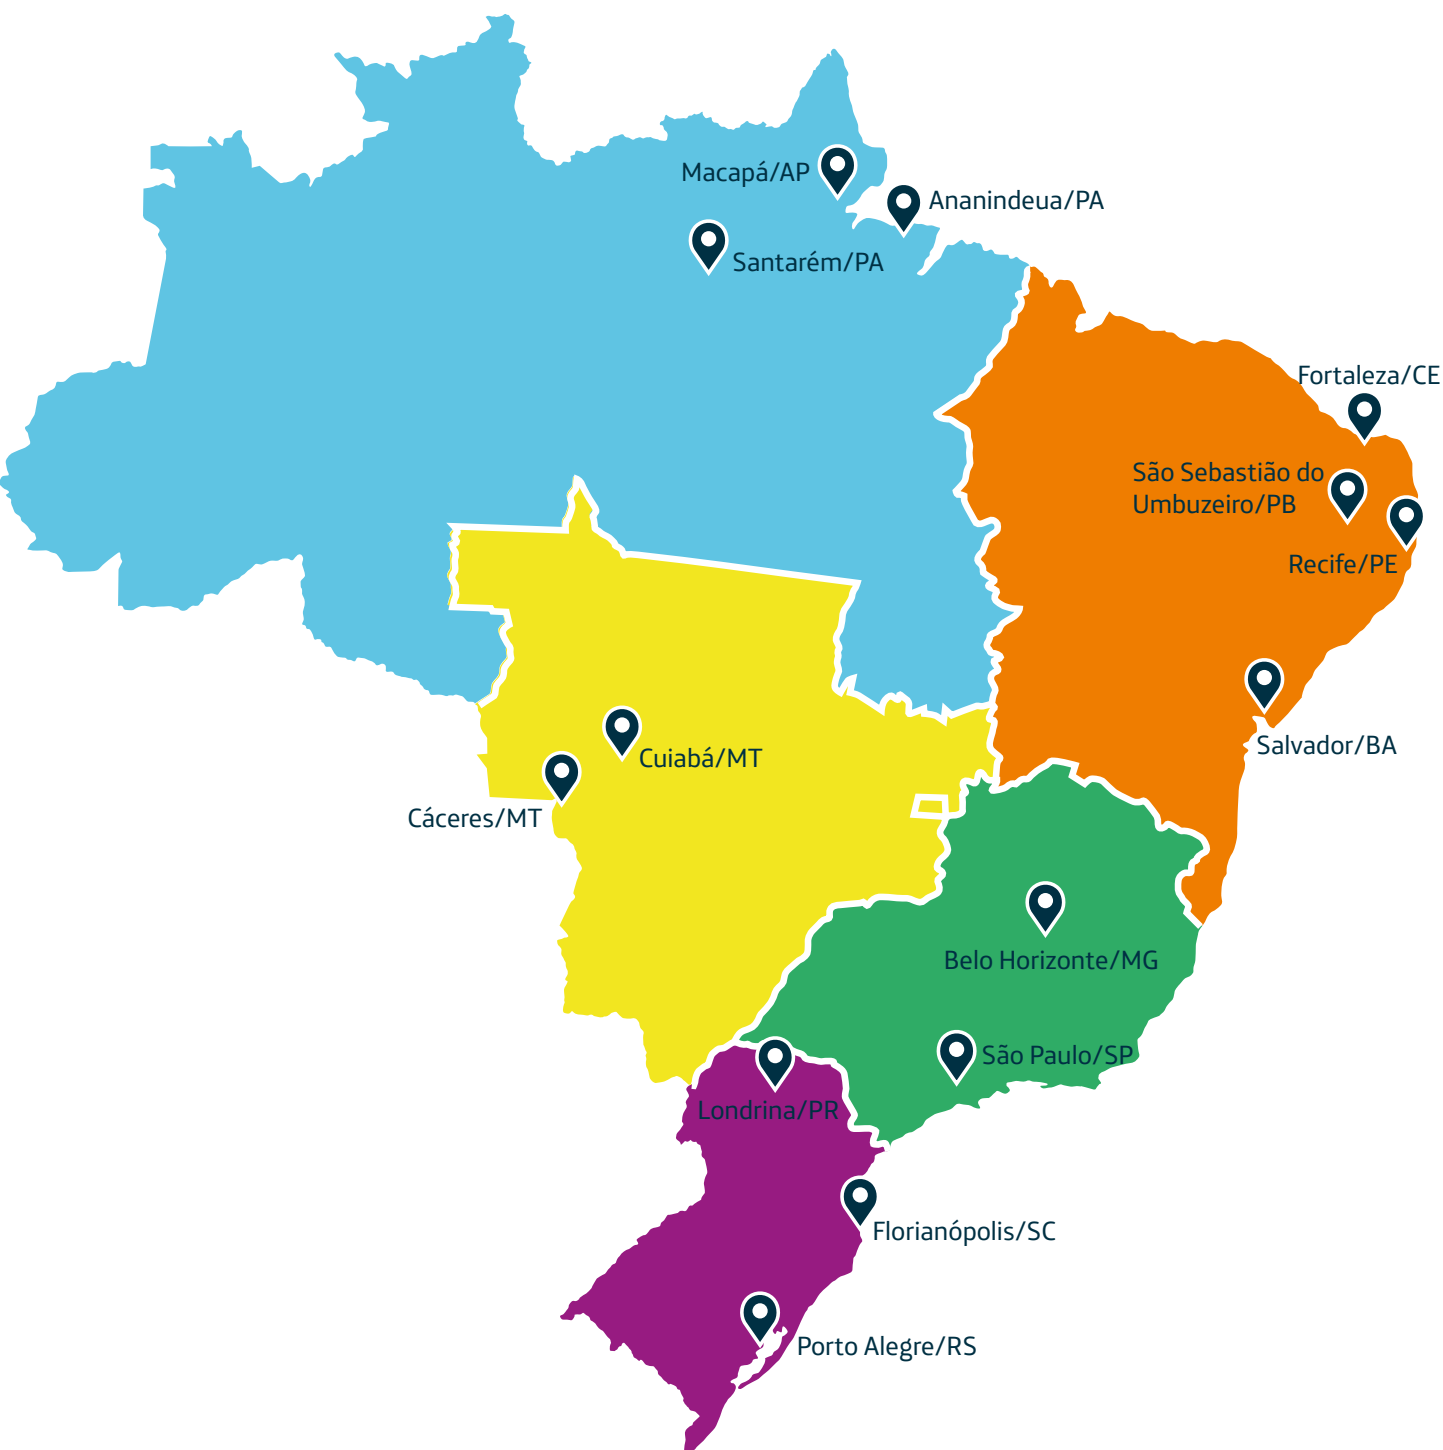 Macapá/AP
Ananindeua/PA
Santarém/PA
Fortaleza/CE
São Sebastião do
Umbuzeiro/PB
Recife/PE
Salvador/BA
Cuiabá/MT
Cáceres/MT
Belo Horizonte/MG
São Paulo/SP
Londrina/PR
Florianópolis/SC
Porto Alegre/RS